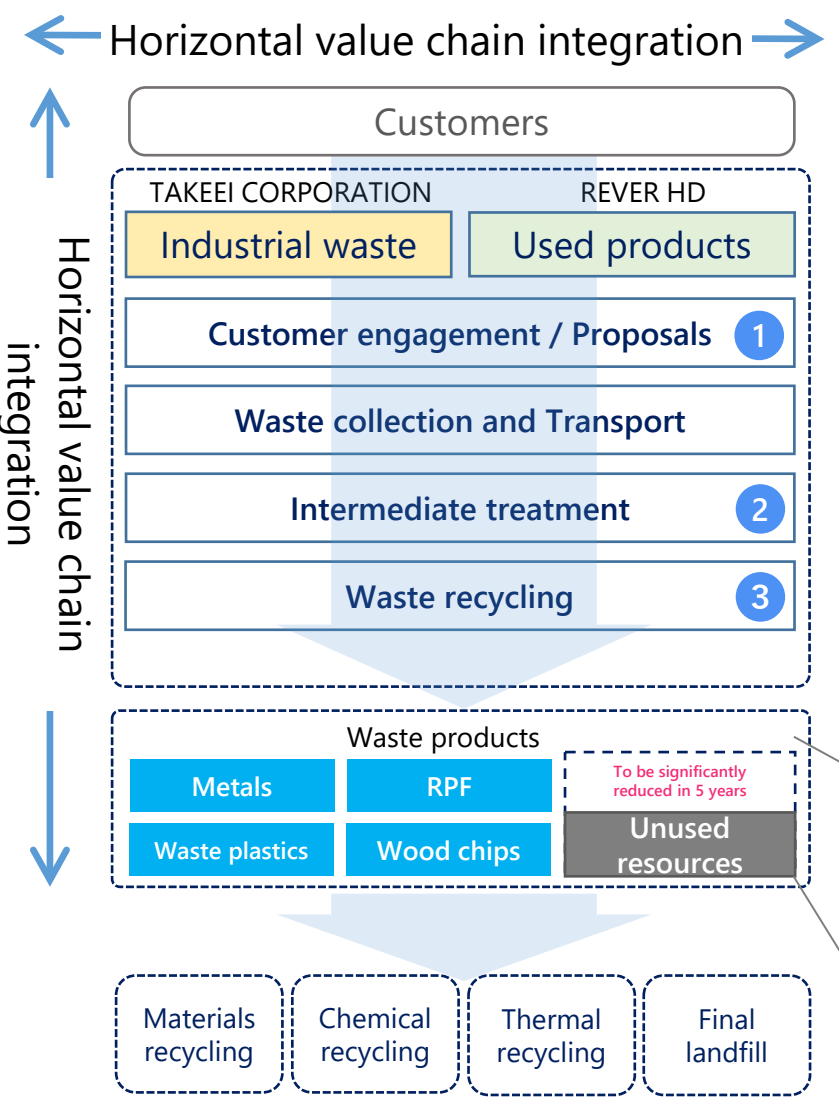 Horizontal value chain integration
Customers
TAKEEI CORPORATION
REVER HD
Industrial waste
Used products
Horizontal value chain
integration
Customer engagement / Proposals
1
Waste collection and Transport
Intermediate treatment
2
Waste recycling
3
Waste products
Metals
RPF
To be significantly
reduced in 5 years
Waste plastics
Wood chips
Unused
resources
Materials
recycling
Chemical
recycling
Thermal
recycling
Final
landfill